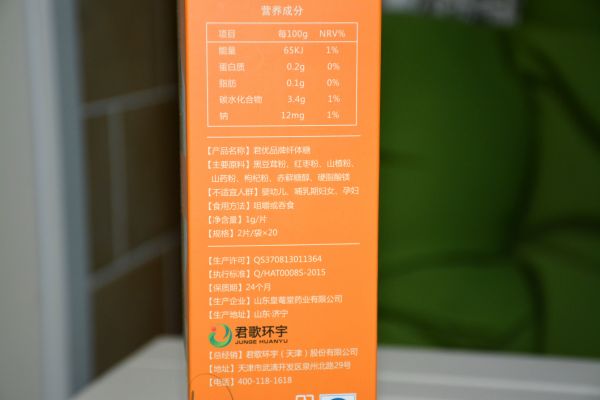 营养成分
项目 每100g NRV%
能量 65KJ 1%
蛋白质 0.2g 0%
脂肪 0.1g 0%
碳水化合物 3.4g 1%
钠 12mg 1%
【产品名称】君优品牌纤体糖
【主要原料】黑豆茸粉、红枣粉、山楂粉、
山药粉、枸杞粉、赤藓糖醇、硬脂酸镁
【不适宜人群】婴幼儿、哺乳期妇女、孕妇
【食用方法】咀嚼或吞食
【净含量】1g/片
【规格】2片/袋×20
【生产许可】QS370813011364
【执行标准】Q/HAT0008S-2015
【保质期】24个月
【生产企业】山东皇菴堂药业有限公司
【生产地址】山东·济宁
君歌环宇
JUNGE HUANYU
【总经销】君歌环宇（天津）股份有限公司
【地址】天津市武清开发区泉州北路29号
【电话】400-118-1618